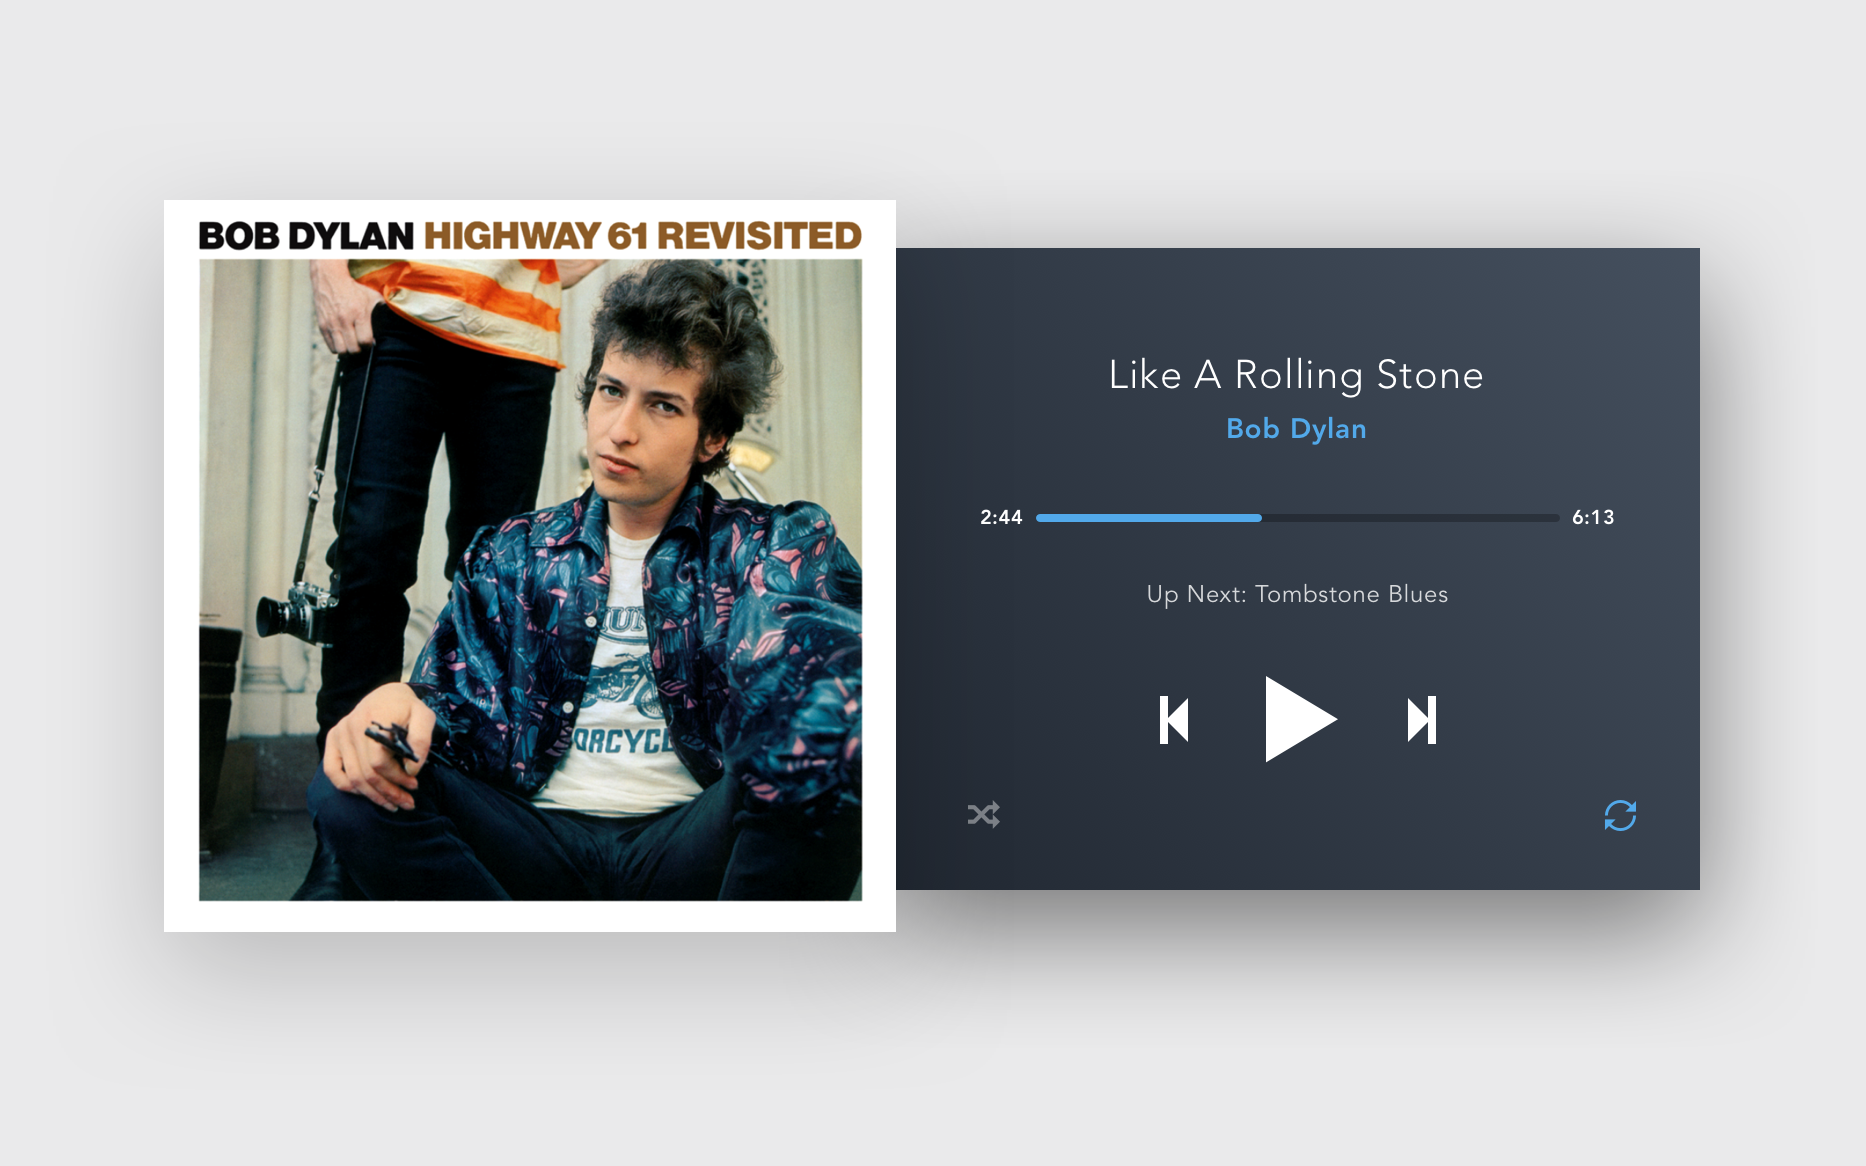 BOB DYLAN HIGHWAY 61 REVISITED
Like A Rolling Stone
Bob Dylan
2:44
6:13
Up Next: Tombstone Blues